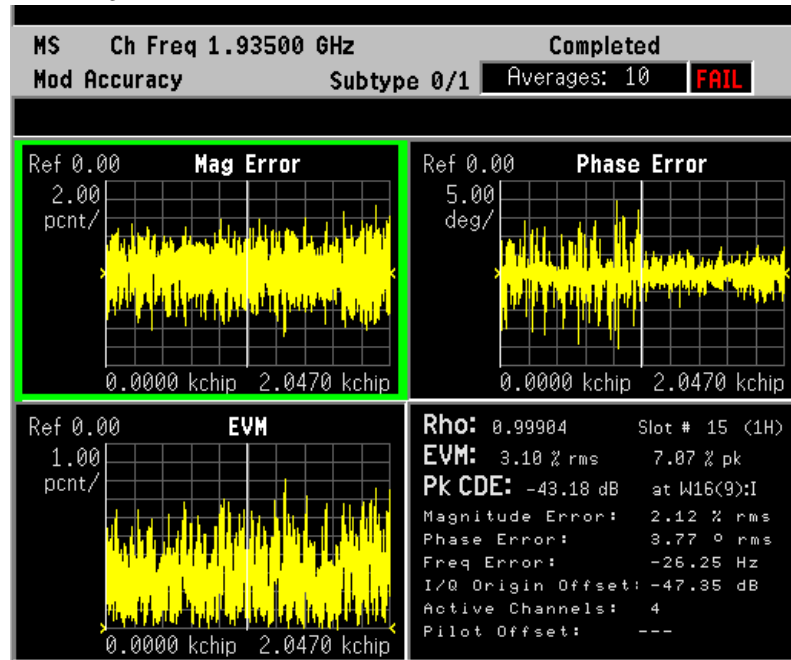 MS Ch Freq 1.93500 GHz Completed
Mod Accuracy Subtype 0/1 Averages: 10 FAIL
Ref 0.00 Mag Error
2.00
pcnt/
0.0000 kchip 2.0470 kchip
Ref 0.00 Phase Error
5.00
deg/
0.0000 kchip 2.0470 kchip
Ref 0.00 EVM
1.00
pcnt/
0.0000 kchip 2.0470 kchip
Rho: 0.99904 Slot # 15 (1H)
EVM: 3.10 % rms 7.07 % pk
Pk CDE: -43.18 dB at W16(9):I
Magnitude Error: 2.12 % rms
Phase Error: 3.77 º rms
Freq Error: -26.25 Hz
I/Q Origin Offset: -47.35 dB
Active Channels: 4
Pilot Offset: ---